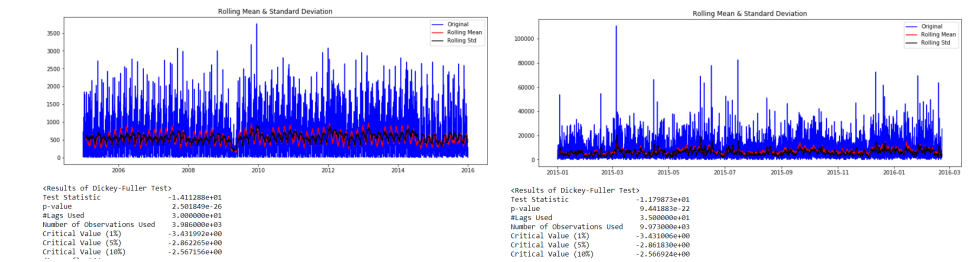 Rolling Mean & Standard Deviation
Original
Rolling Mean
Rolling Std
3500
3000
2500
2000
1500
1000
500
0
2006
2008
2010
2012
2014
2016
<Results of Dickey-Fuller Test>
Test Statistic -1.411288e+01
p-value 2.501849e-26
#Lags Used 3.000000e+01
Number of Observations Used 3.986000e+03
Critical Value (1%) -3.431992e+00
Critical Value (5%) -2.862265e+00
Critical Value (10%) -2.567156e+00
Rolling Mean & Standard Deviation
Original
Rolling Mean
Rolling Std
100000
80000
60000
40000
20000
0
2015-01
2015-03
2015-05
2015-07
2015-09
2015-11
2016-01
2016-03
<Results of Dickey-Fuller Test>
Test Statistic -1.179873e+01
p-value 9.441883e-22
#Lags Used 3.500000e+01
Number of Observations Used 9.973000e+03
Critical Value (1%) -3.431006e+00
Critical Value (5%) -2.861830e+00
Critical Value (10%) -2.566924e+00